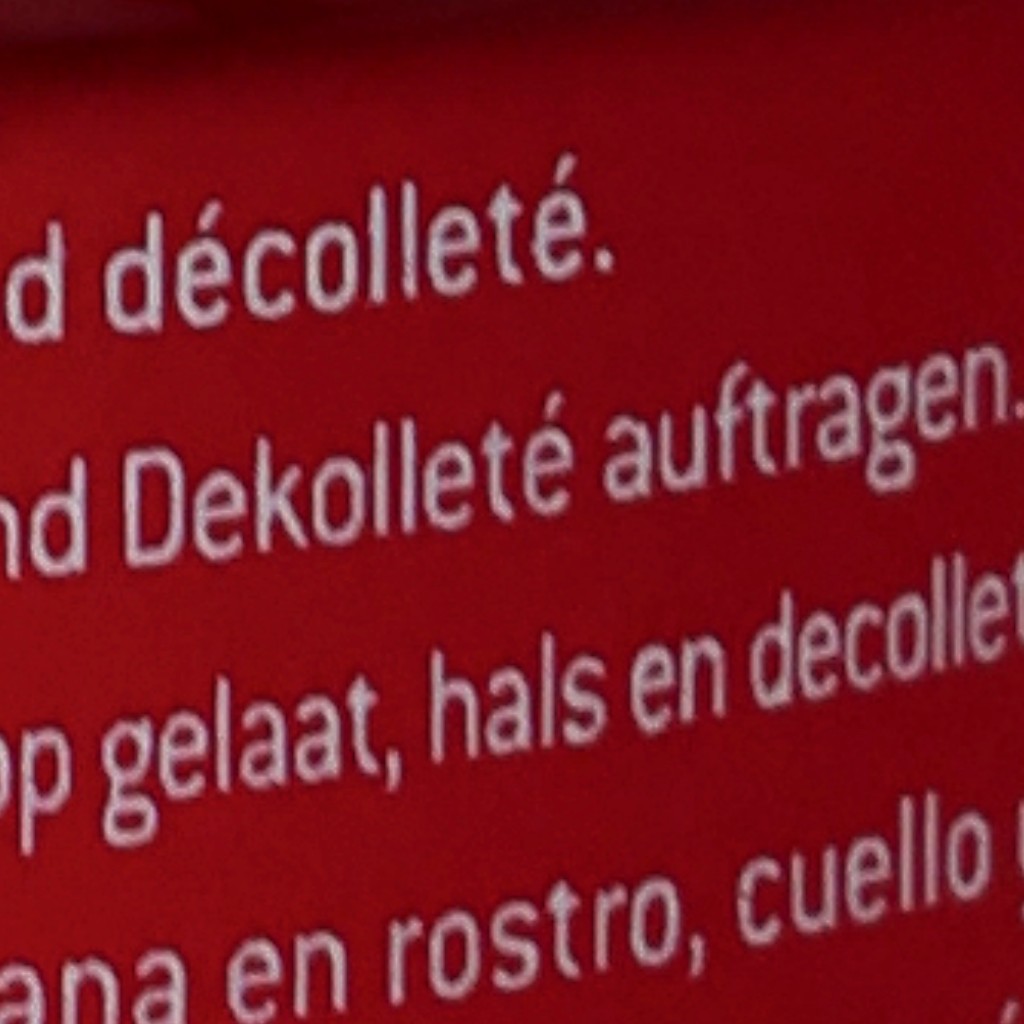 d décolleté.
nd Dekolleté auftragen.
op gelaat, hals en decollet
ana en rostro, cuello y